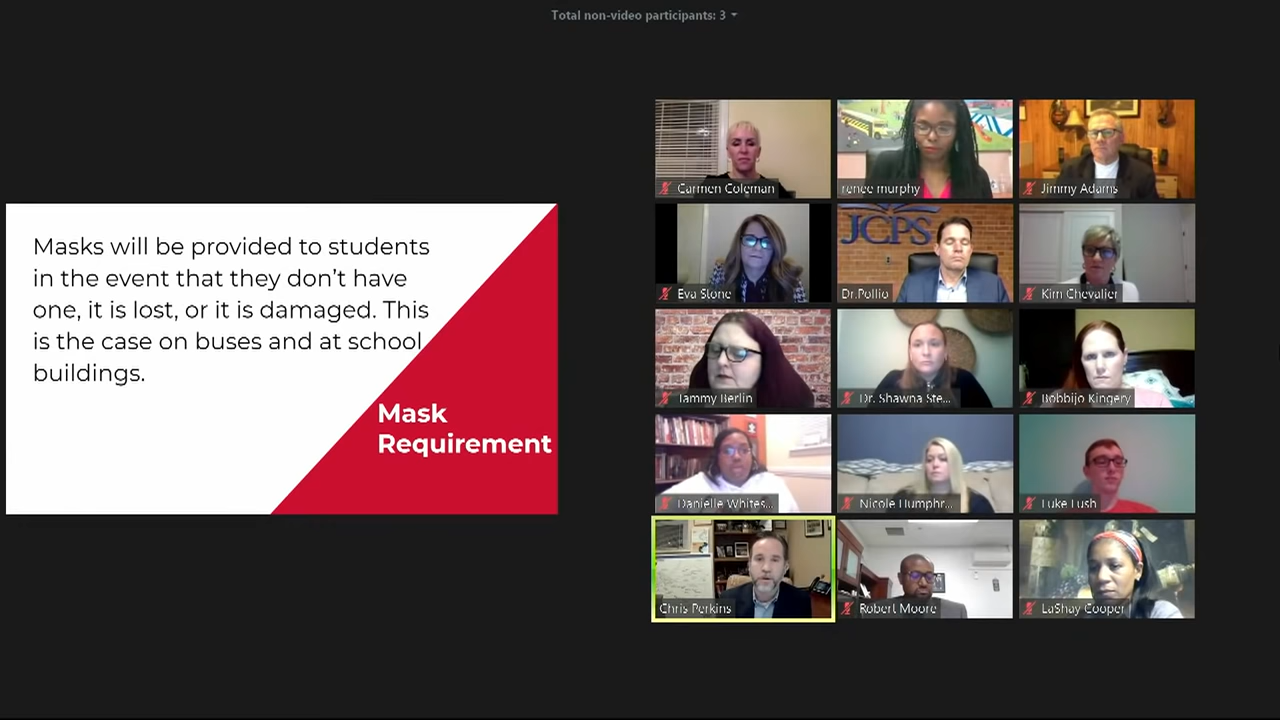 Total non-video participants: 3
Masks will be provided to students
in the event that they don't have
one, it is lost, or it is damaged. This
is the case on buses and at school
buildings.
Mask
Requirement
Carmen Coleman
renee murphy
Jimmy Adams
JCPS
Eva Stone
Dr.Pollio
Kim Chevalier
Tammy Berlin
Dr. Shawna Ste...
Bobbijo Kingery
Danielle Whites...
Nicole Humphr...
Luke Lush
Chris Perkins
Robert Moore
LaShay Cooper